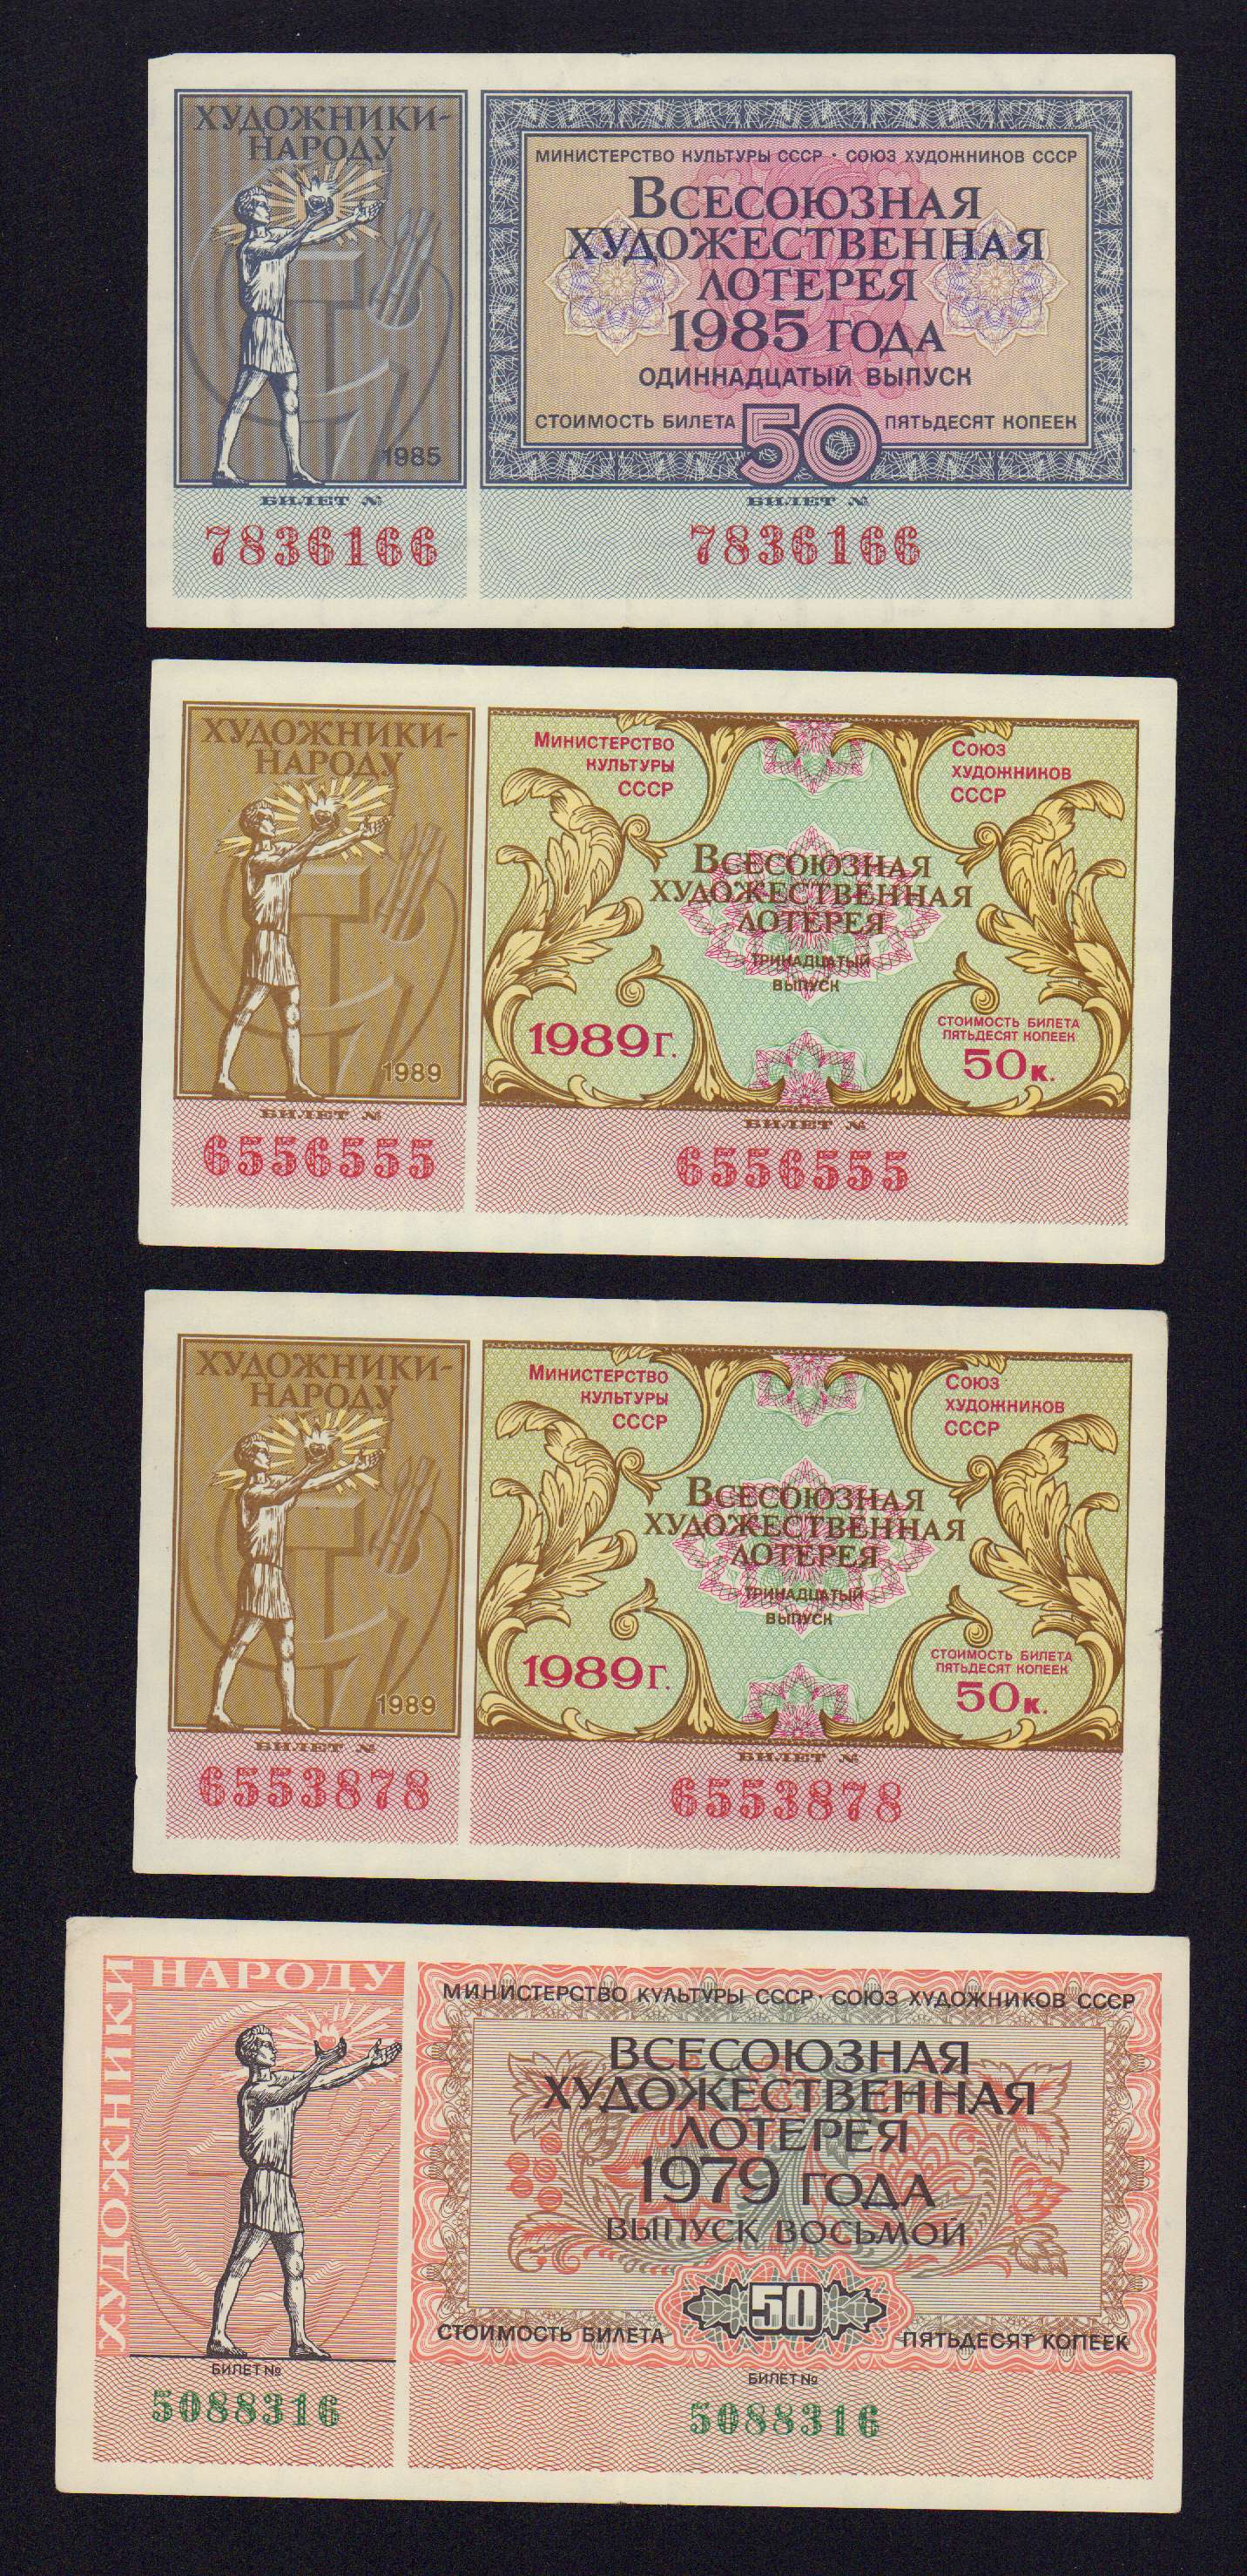 ХУДОЖНИКИ-
НАРОДУ
1985
БИЛЕТ №
7836166
МИНИСТЕРСТВО КУЛЬТУРЫ СССР · СОЮЗ ХУДОЖНИКОВ СССР
ВСЕСОЮЗНАЯ
ХУДОЖЕСТВЕННАЯ
ЛОТЕРЕЯ
1985 ГОДА
ОДИННАДЦАТЫЙ ВЫПУСК
СТОИМОСТЬ БИЛЕТА 50 ПЯТЬДЕСЯТ КОПЕЕК
БИЛЕТ №
7836166
ХУДОЖНИКИ-
НАРОДУ
1989
БИЛЕТ №
6556555
МИНИСТЕРСТВО
КУЛЬТУРЫ
СССР
СОЮЗ
ХУДОЖНИКОВ
СССР
ВСЕСОЮЗНАЯ
ХУДОЖЕСТВЕННАЯ
ЛОТЕРЕЯ
ТРИНАДЦАТЫЙ
ВЫПУСК
1989г.
СТОИМОСТЬ БИЛЕТА
ПЯТЬДЕСЯТ КОПЕЕК
50к.
БИЛЕТ №
6556555
ХУДОЖНИКИ-
НАРОДУ
1989
БИЛЕТ №
6553878
МИНИСТЕРСТВО
КУЛЬТУРЫ
СССР
СОЮЗ
ХУДОЖНИКОВ
СССР
ВСЕСОЮЗНАЯ
ХУДОЖЕСТВЕННАЯ
ЛОТЕРЕЯ
ТРИНАДЦАТЫЙ
ВЫПУСК
1989г.
СТОИМОСТЬ БИЛЕТА
ПЯТЬДЕСЯТ КОПЕЕК
50к.
БИЛЕТ №
6553878
ХУДОЖНИКИ
НАРОДУ
БИЛЕТ №
5088316
МИНИСТЕРСТВО КУЛЬТУРЫ СССР · СОЮЗ ХУДОЖНИКОВ СССР
ВСЕСОЮЗНАЯ
ХУДОЖЕСТВЕННАЯ
ЛОТЕРЕЯ
1979 ГОДА
ВЫПУСК ВОСЬМОЙ
50
СТОИМОСТЬ БИЛЕТА ПЯТЬДЕСЯТ КОПЕЕК
БИЛЕТ №
5088316